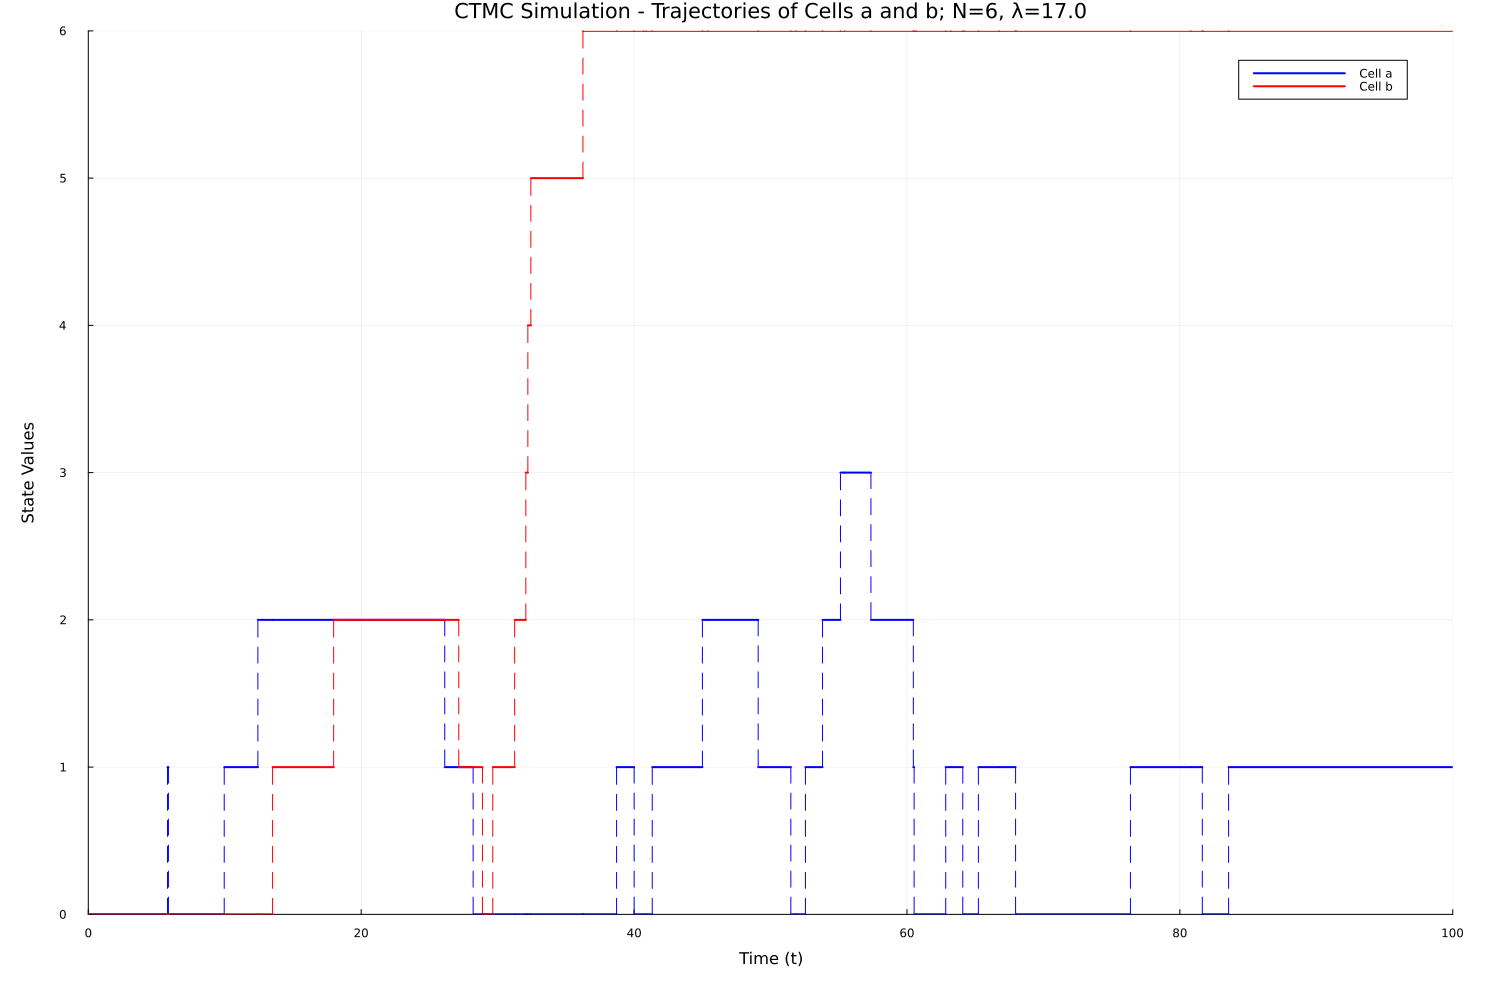 CTMC Simulation - Trajectories of Cells a and b; N=6, λ=17.0
6
Cell a
Cell b
5
4
3
2
1
0
State Values
0 20 40 60 80 100
Time (t)